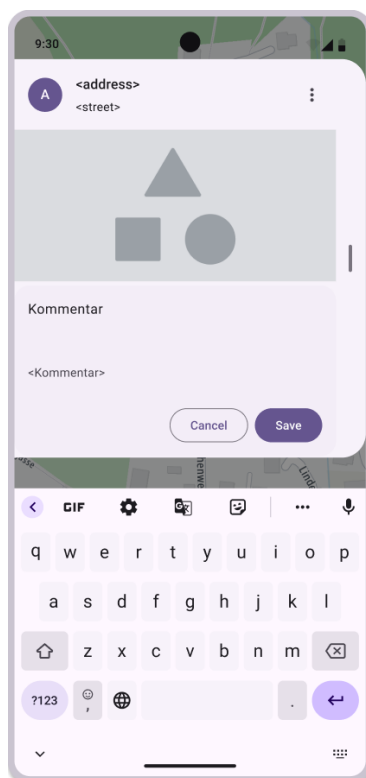 9:30
A
<address>
<street>
Kommentar
<Kommentar>
Cancel
Save
GIF
q w e r t y u i o p
a s d f g h j k l
z x c v b n m
?123 , .